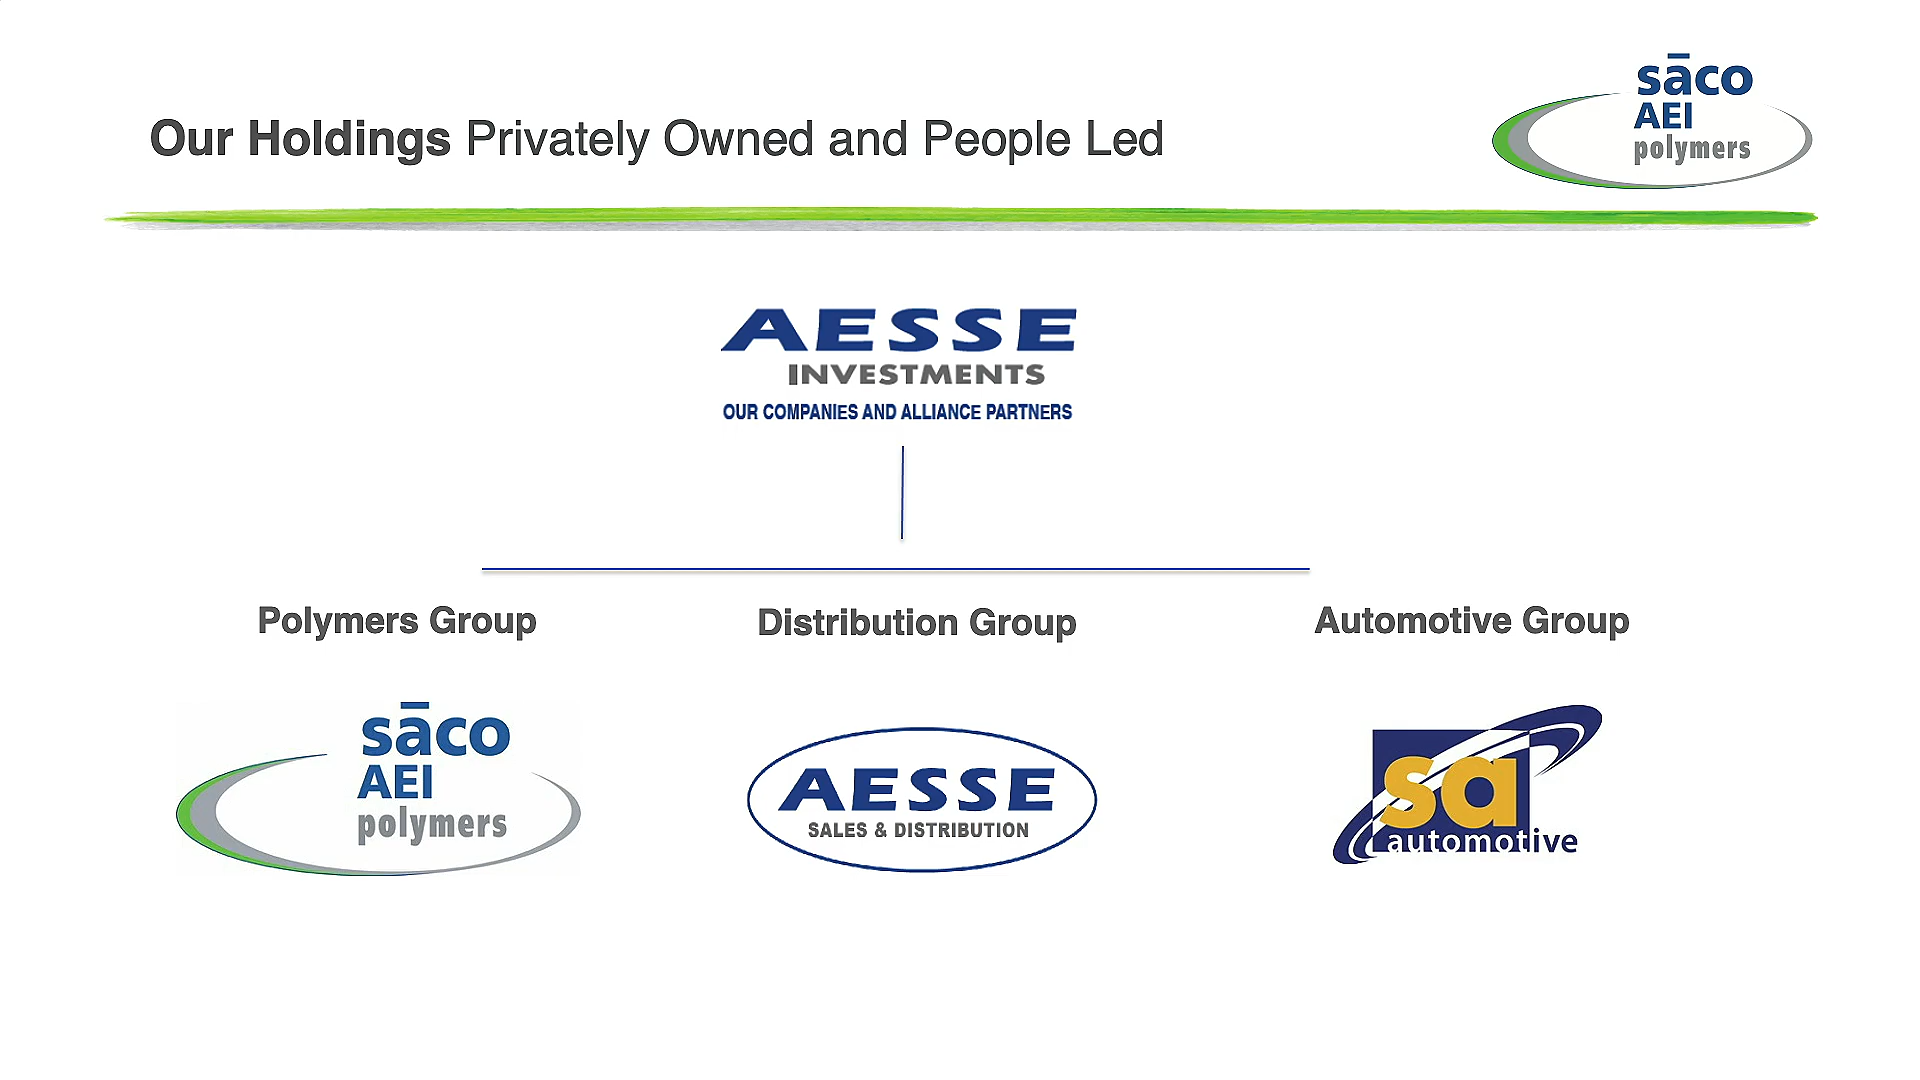 Our Holdings Privately Owned and People Led
sāco
AEI
polymers
AESSE
INVESTMENTS
OUR COMPANIES AND ALLIANCE PARTNERS
Polymers Group
Distribution Group
Automotive Group
sāco
AEI
polymers
AESSE
SALES & DISTRIBUTION
sa
automotive